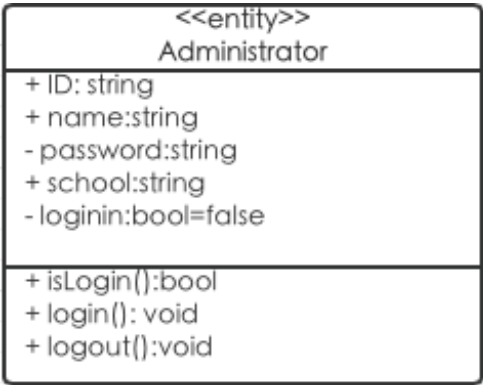 <<entity>>
Administrator
+ ID: string
+ name:string
- password:string
+ school:string
- loginin:bool=false
+ isLogin():bool
+ login(): void
+ logout():void